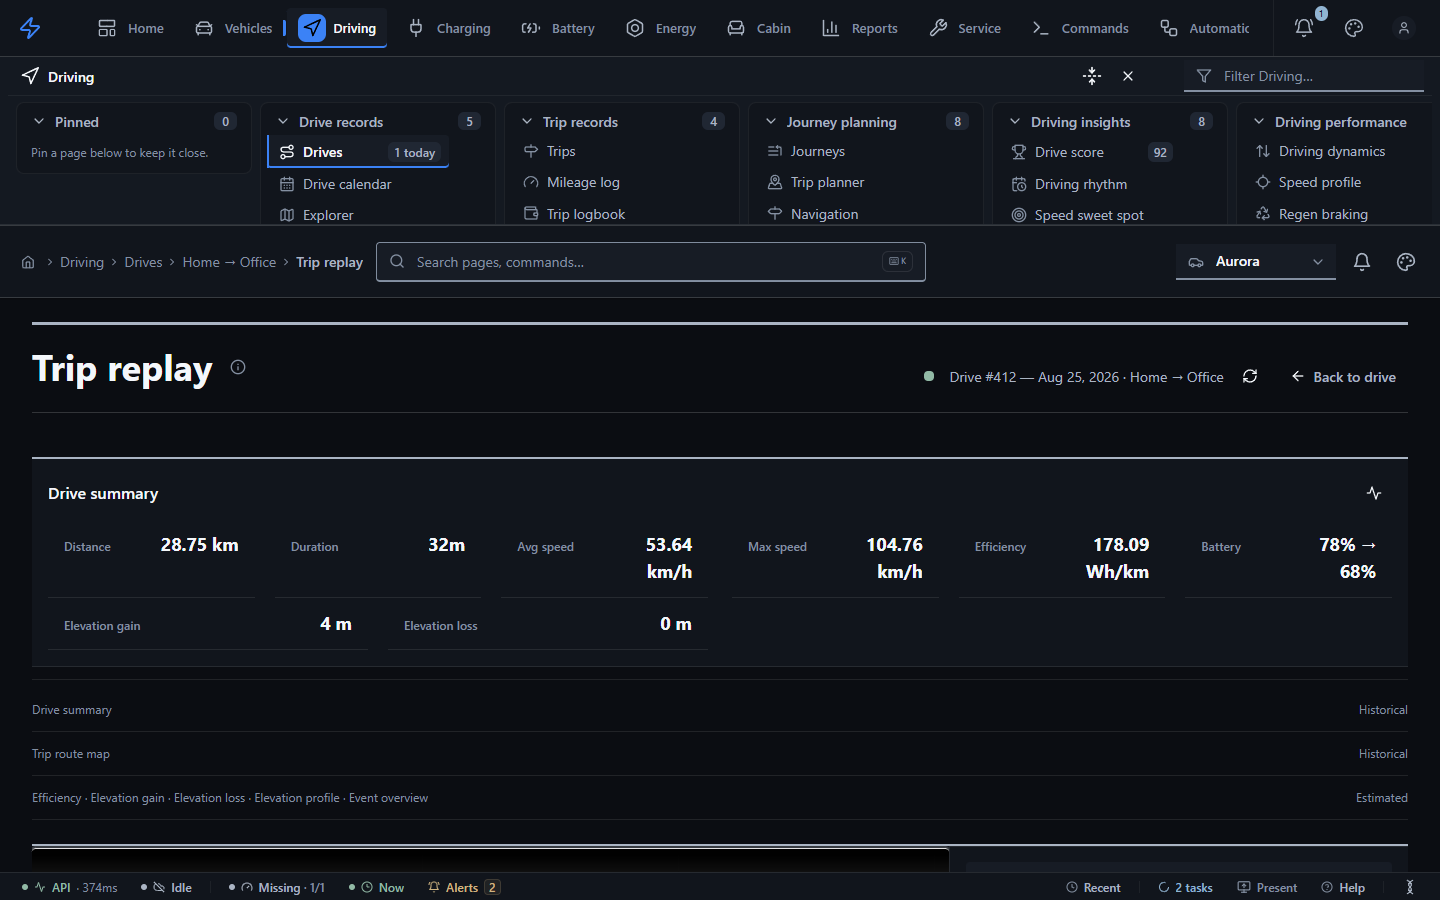 Home Vehicles Driving Charging Battery Energy Cabin Reports Service Commands Automatic 1
Driving Filter Driving...
Pinned 0
Pin a page below to keep it close.
Drive records 5
Drives 1 today
Drive calendar
Explorer
Trip records 4
Trips
Mileage log
Trip logbook
Journey planning 8
Journeys
Trip planner
Navigation
Driving insights 8
Drive score 92
Driving rhythm
Speed sweet spot
Driving performance
Driving dynamics
Speed profile
Regen braking
Driving Drives Home → Office Trip replay Search pages, commands... K Aurora
Trip replay
Drive #412 — Aug 25, 2026 · Home → Office Back to drive
Drive summary
Distance 28.75 km
Duration 32m
Avg speed 53.64
km/h
Max speed 104.76
km/h
Efficiency 178.09
Wh/km
Battery 78% →
68%
Elevation gain 4 m
Elevation loss 0 m
Drive summary Historical
Trip route map Historical
Efficiency · Elevation gain · Elevation loss · Elevation profile · Event overview Estimated
API · 374ms Idle Missing · 1/1 Now Alerts 2 Recent 2 tasks Present Help